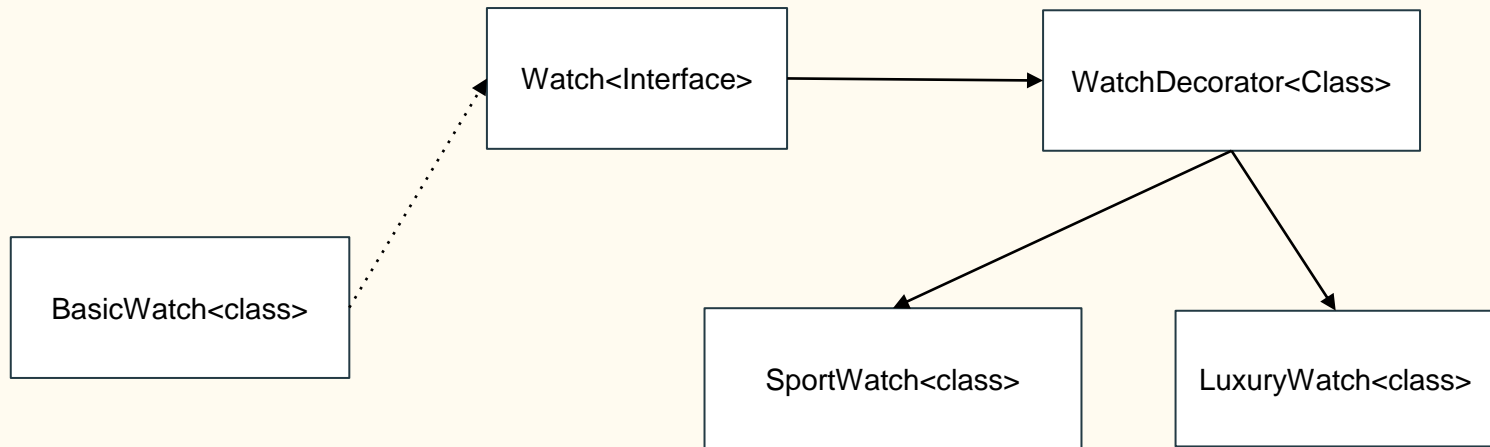 Watch<Interface>
WatchDecorator<Class>
BasicWatch<class>
SportWatch<class>
LuxuryWatch<class>